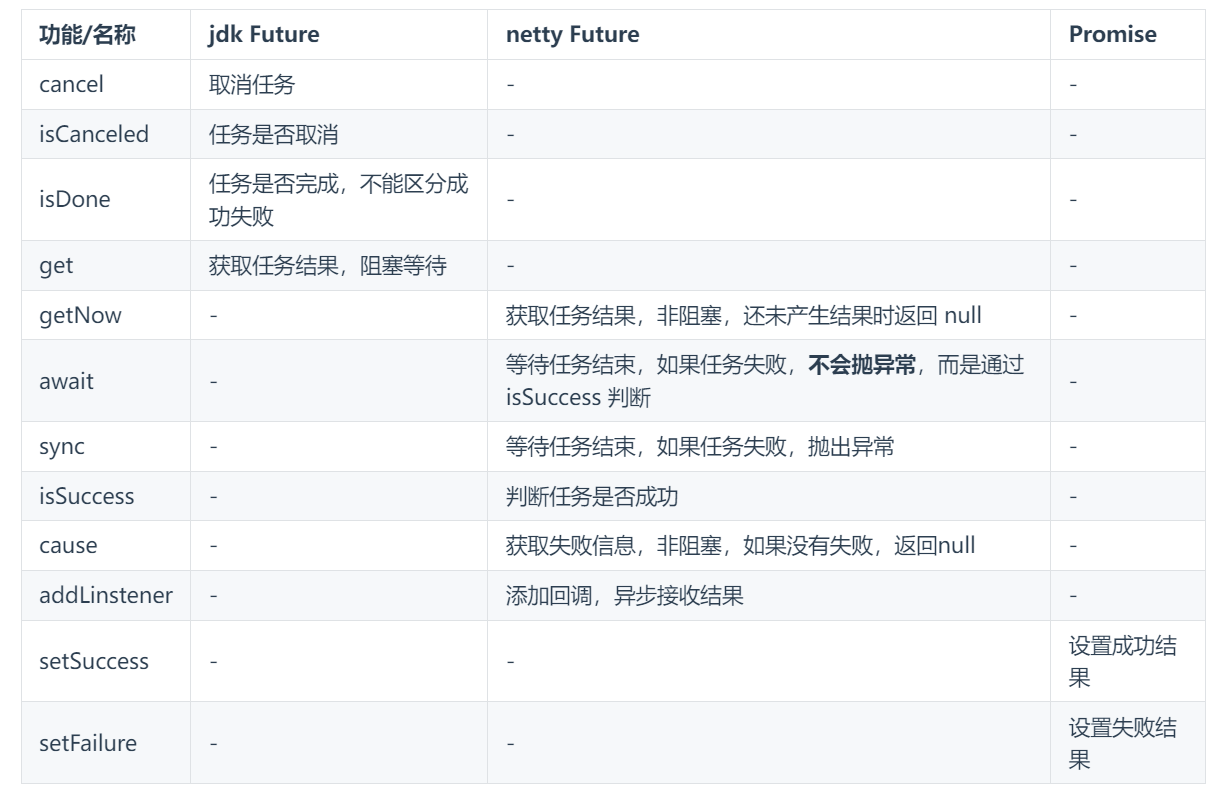 功能/名称 jdk Future netty Future Promise
cancel 取消任务 - -
isCanceled 任务是否取消 - -
isDone 任务是否完成，不能区分成
功失败 - -
get 获取任务结果，阻塞等待 - -
getNow - 获取任务结果，非阻塞，还未产生结果时返回 null -
await - 等待任务结束，如果任务失败，不会抛异常，而是通过
isSuccess 判断 -
sync - 等待任务结束，如果任务失败，抛出异常 -
isSuccess - 判断任务是否成功 -
cause - 获取失败信息，非阻塞，如果没有失败，返回null -
addLinstener - 添加回调，异步接收结果 -
setSuccess - - 设置成功结
果
setFailure - - 设置失败结
果